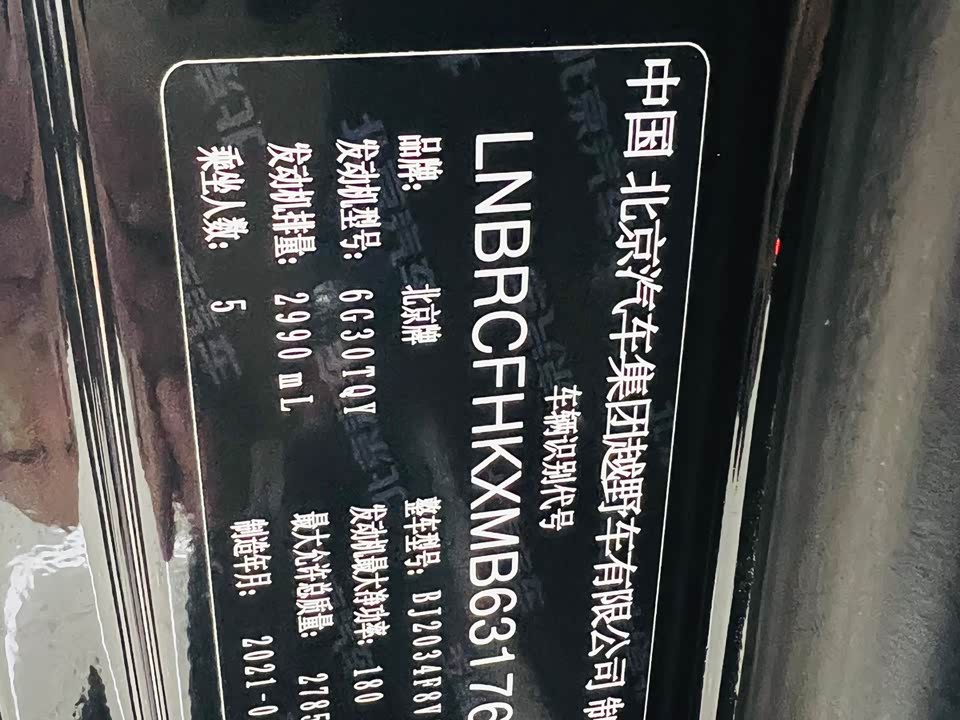 中国 北京汽车集团越野车有限公司 制
车辆识别代号
LNBRCFHKXMB63176
品牌: 北京牌 整车型号: BJ2034F8V
发动机型号: 6G30TQY 发动机最大净功率: 180
发动机排量: 2990mL 最大允许总质量: 2785
乘坐人数: 5 制造年月: 2021-0